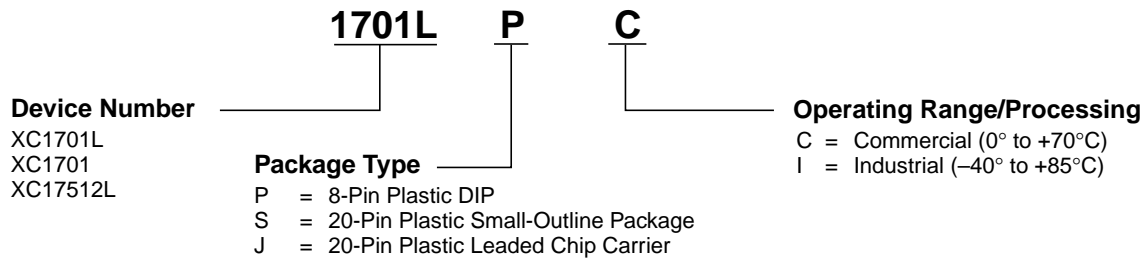 1701L P C
Device Number
XC1701L
XC1701
XC17512L
Package Type
P = 8-Pin Plastic DIP
S = 20-Pin Plastic Small-Outline Package
J = 20-Pin Plastic Leaded Chip Carrier
Operating Range/Processing
C = Commercial (0° to +70°C)
I = Industrial (–40° to +85°C)